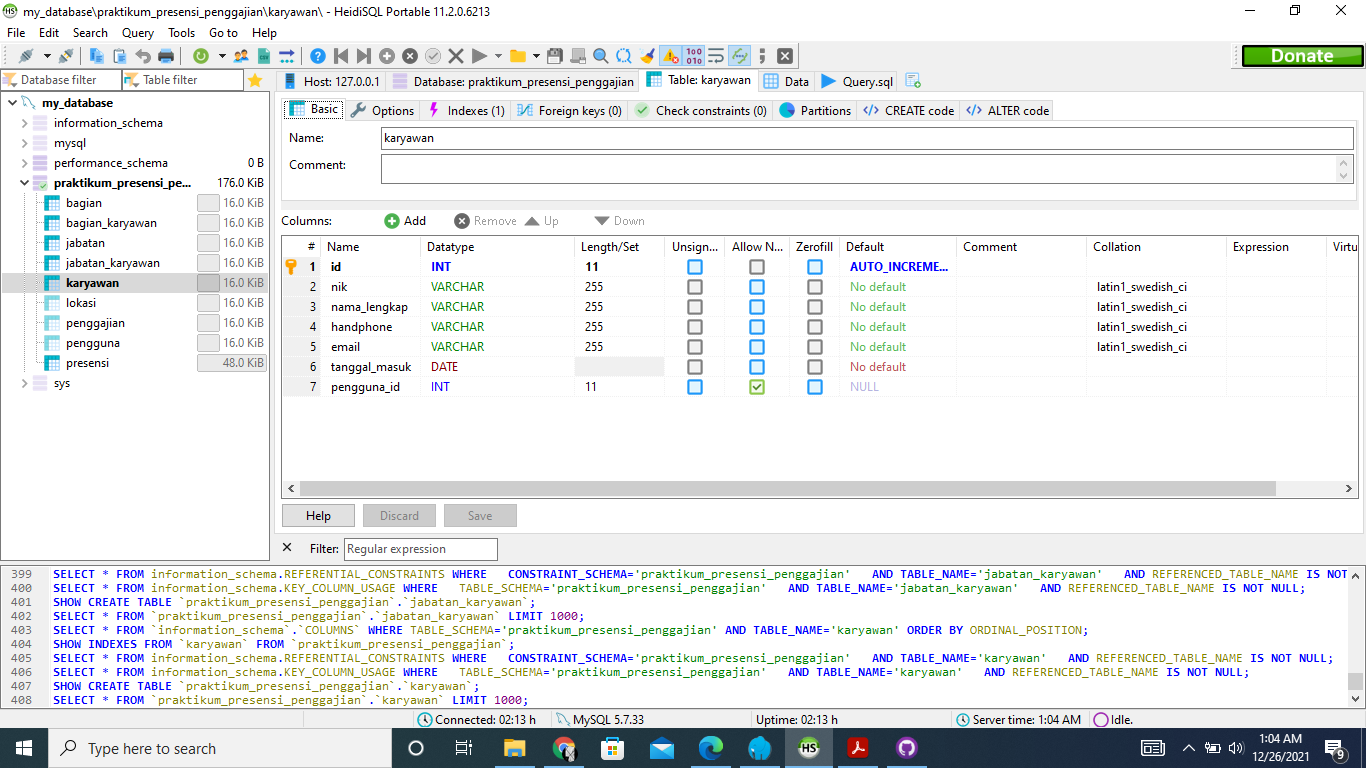 my_database\praktikum_presensi_penggajian\karyawan\ - HeidiSQL Portable 11.2.0.6213
File Edit Search Query Tools Go to Help
Donate
Database filter Table filter
Host: 127.0.0.1 Database: praktikum_presensi_penggajian Table: karyawan Data Query.sql
my_database
information_schema
mysql
performance_schema 0 B
praktikum_presensi_pe... 176.0 KiB
bagian 16.0 KiB
bagian_karyawan 16.0 KiB
jabatan 16.0 KiB
jabatan_karyawan 16.0 KiB
karyawan 16.0 KiB
lokasi 16.0 KiB
penggajian 16.0 KiB
pengguna 16.0 KiB
presensi 48.0 KiB
sys
Basic Options Indexes (1) Foreign keys (0) Check constraints (0) Partitions CREATE code ALTER code
Name: karyawan
Comment:
Columns: Add Remove Up Down
# Name Datatype Length/Set Unsign... Allow N... Zerofill Default Comment Collation Expression Virtu
1 id INT 11 AUTO_INCREME...
2 nik VARCHAR 255 No default latin1_swedish_ci
3 nama_lengkap VARCHAR 255 No default latin1_swedish_ci
4 handphone VARCHAR 255 No default latin1_swedish_ci
5 email VARCHAR 255 No default latin1_swedish_ci
6 tanggal_masuk DATE No default
7 pengguna_id INT 11 NULL
Help Discard Save
Filter: Regular expression
399 SELECT * FROM information_schema.REFERENTIAL_CONSTRAINTS WHERE CONSTRAINT_SCHEMA='praktikum_presensi_penggajian' AND TABLE_NAME='jabatan_karyawan' AND REFERENCED_TABLE_NAME IS NOT
400 SELECT * FROM information_schema.KEY_COLUMN_USAGE WHERE TABLE_SCHEMA='praktikum_presensi_penggajian' AND TABLE_NAME='jabatan_karyawan' AND REFERENCED_TABLE_NAME IS NOT NULL;
401 SHOW CREATE TABLE `praktikum_presensi_penggajian`.`jabatan_karyawan`;
402 SELECT * FROM `praktikum_presensi_penggajian`.`jabatan_karyawan` LIMIT 1000;
403 SELECT * FROM `information_schema`.`COLUMNS` WHERE TABLE_SCHEMA='praktikum_presensi_penggajian' AND TABLE_NAME='karyawan' ORDER BY ORDINAL_POSITION;
404 SHOW INDEXES FROM `karyawan` FROM `praktikum_presensi_penggajian`;
405 SELECT * FROM information_schema.REFERENTIAL_CONSTRAINTS WHERE CONSTRAINT_SCHEMA='praktikum_presensi_penggajian' AND TABLE_NAME='karyawan' AND REFERENCED_TABLE_NAME IS NOT NULL;
406 SELECT * FROM information_schema.KEY_COLUMN_USAGE WHERE TABLE_SCHEMA='praktikum_presensi_penggajian' AND TABLE_NAME='karyawan' AND REFERENCED_TABLE_NAME IS NOT NULL;
407 SHOW CREATE TABLE `praktikum_presensi_penggajian`.`karyawan`;
408 SELECT * FROM `praktikum_presensi_penggajian`.`karyawan` LIMIT 1000;
Connected: 02:13 h MySQL 5.7.33 Uptime: 02:13 h Server time: 1:04 AM Idle.
Type here to search
HS
1:04 AM
12/26/2021
9